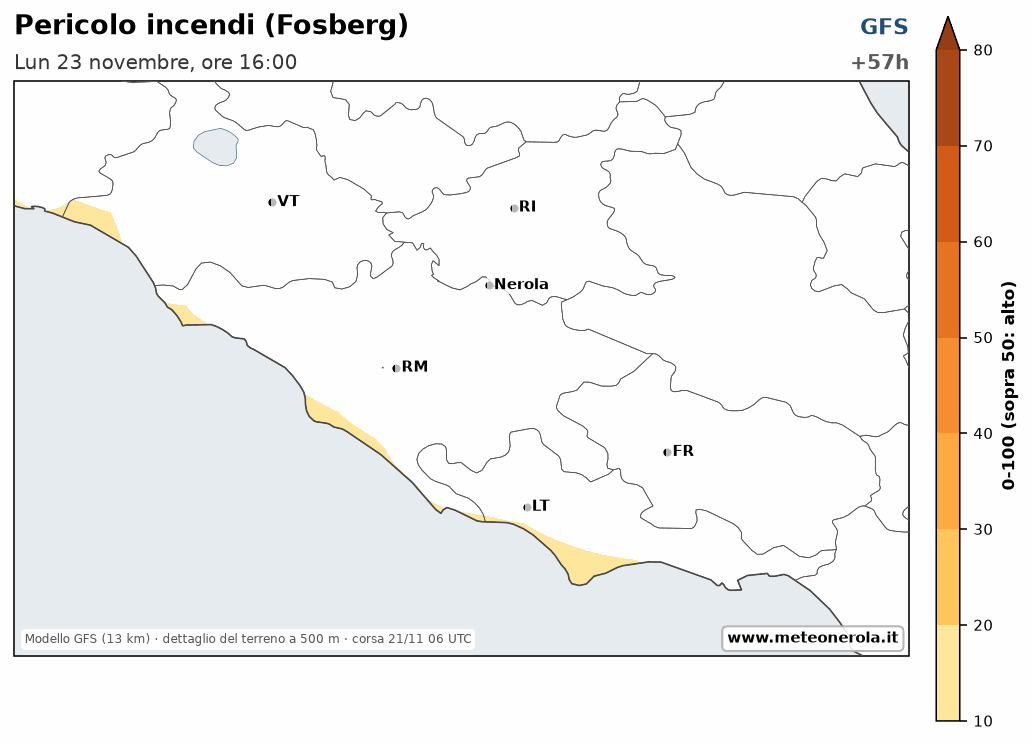 Pericolo incendi (Fosberg)
GFS
Lun 23 novembre, ore 16:00
+57h
VT
RI
Nerola
RM
FR
LT
Modello GFS (13 km) · dettaglio del terreno a 500 m · corsa 21/11 06 UTC
www.meteonerola.it
80
70
60
50
40
30
20
10
0-100 (sopra 50: alto)